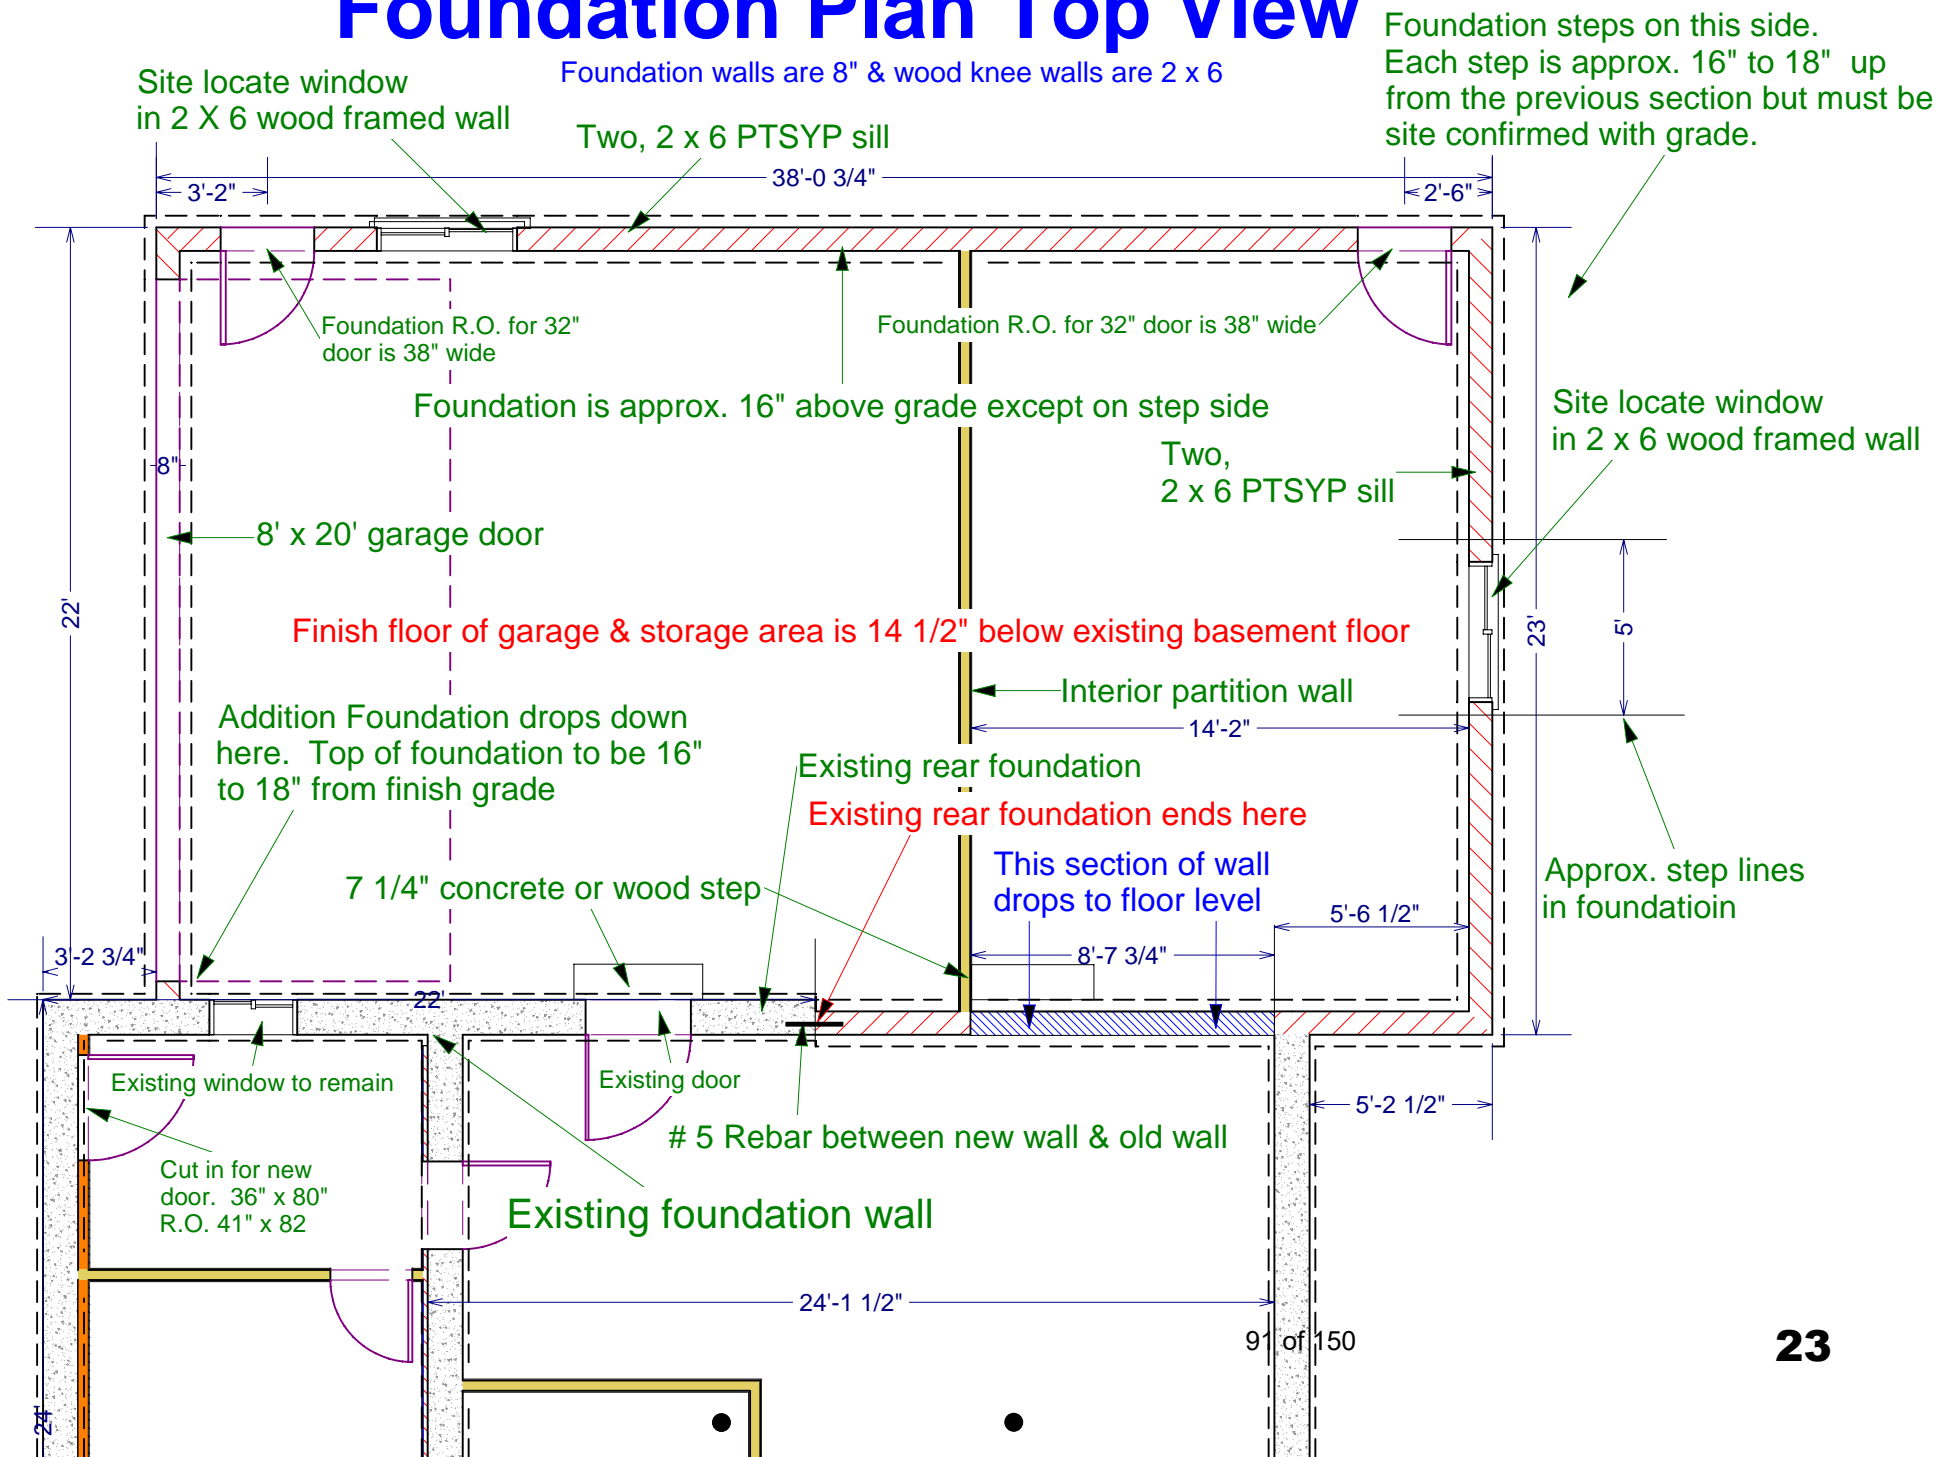 Foundation Plan Top View
Foundation walls are 8" & wood knee walls are 2 x 6
Foundation steps on this side.
Each step is approx. 16" to 18"  up
from the previous section but must be
site confirmed with grade.
Site locate window
in 2 X 6 wood framed wall
Two, 2 x 6 PTSYP sill
38'-0 3/4"
3'-2"
2'-6"
Foundation R.O. for 32"
door is 38" wide
Foundation R.O. for 32" door is 38" wide
Foundation is approx. 16" above grade except on step side
Site locate window
in 2 x 6 wood framed wall
Two,
2 x 6 PTSYP sill
8"
8' x 20' garage door
22'
23'
5'
Finish floor of garage & storage area is 14 1/2" below existing basement floor
Interior partition wall
14'-2"
Addition Foundation drops down
here.  Top of foundation to be 16"
to 18" from finish grade
Existing rear foundation
Existing rear foundation ends here
This section of wall
drops to floor level
7 1/4" concrete or wood step
Approx. step lines
in foundatioin
5'-6 1/2"
8'-7 3/4"
3'-2 3/4"
22'
Existing window to remain
Existing door
5'-2 1/2"
# 5 Rebar between new wall & old wall
Cut in for new
door.  36" x 80"
R.O. 41" x 82
Existing foundation wall
24'-1 1/2"
91 of 150
23
24'